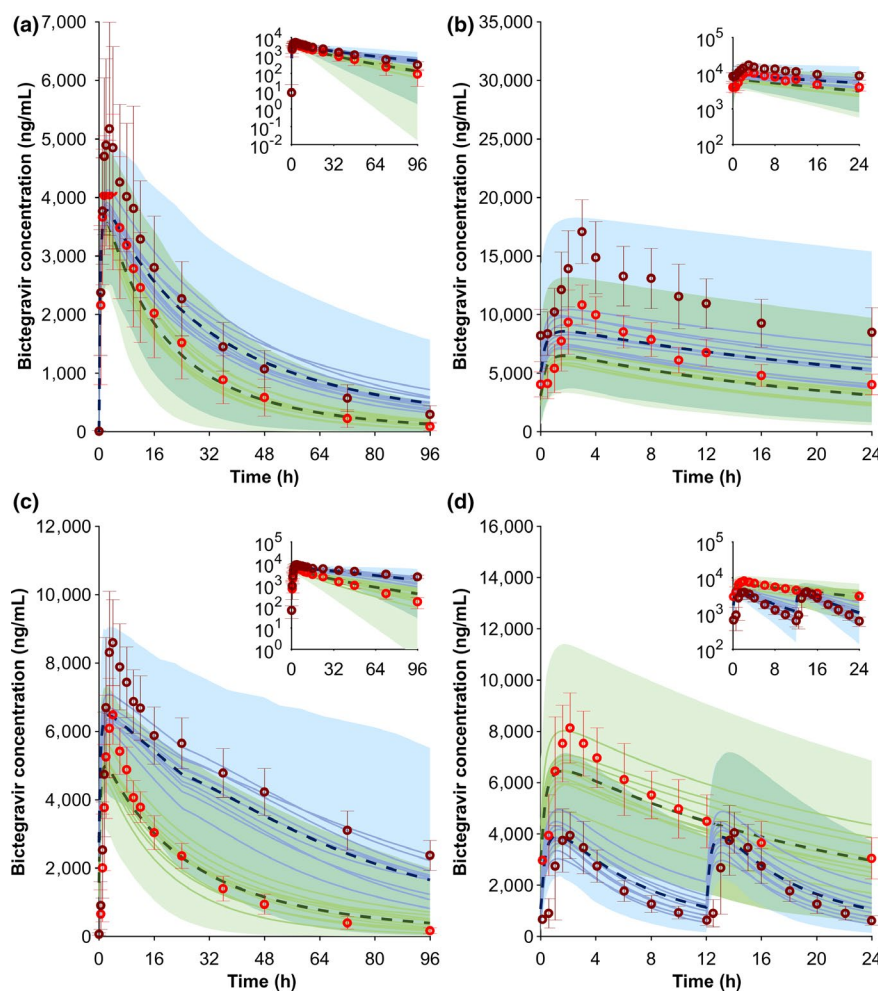 (a)
7,000
6,000
5,000
4,000
3,000
2,000
1,000
0
Bictegravir concentration (ng/mL)
0 16 32 48 64 80 96
Time (h)
10^4
10^3
10^2
10^1
10^0
10^-1
10^-2
0 32 64 96
(b)
35,000
30,000
25,000
20,000
15,000
10,000
5,000
0
Bictegravir concentration (ng/mL)
0 4 8 12 16 20 24
Time (h)
10^5
10^4
10^3
10^2
0 8 16 24
(c)
12,000
10,000
8,000
6,000
4,000
2,000
0
Bictegravir concentration (ng/mL)
0 16 32 48 64 80 96
Time (h)
10^5
10^4
10^3
10^2
10^1
10^0
0 32 64 96
(d)
16,000
14,000
12,000
10,000
8,000
6,000
4,000
2,000
0
Bictegravir concentration (ng/mL)
0 4 8 12 16 20 24
Time (h)
10^5
10^4
10^3
10^2
0 8 16 24